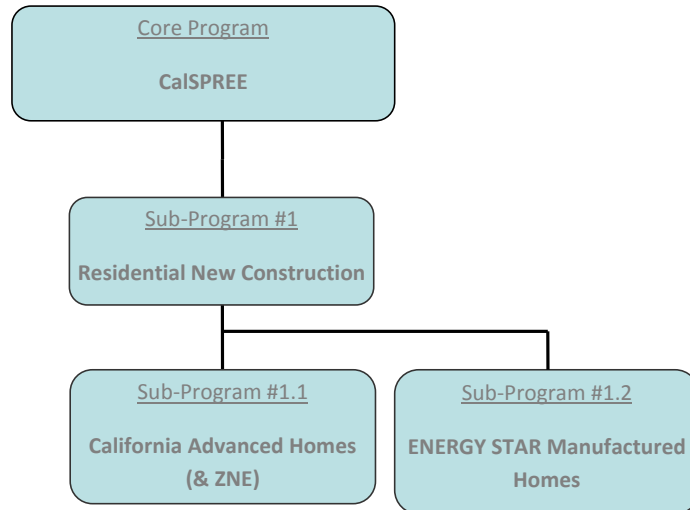 Core Program
CalSPREE
Sub-Program #1
Residential New Construction
Sub-Program #1.1
California Advanced Homes
(& ZNE)
Sub-Program #1.2
ENERGY STAR Manufactured
Homes